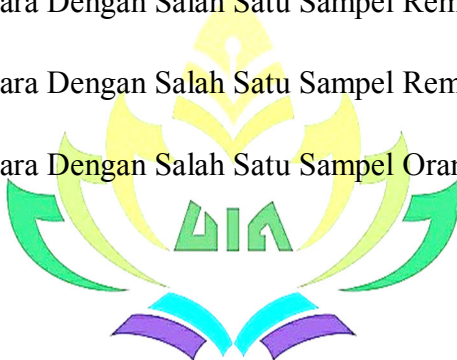 ara Dengan Salah Satu Sampel Rem
ara Dengan Salah Satu Sampel Rem
ara Dengan Salah Satu Sampel Oran
UIN